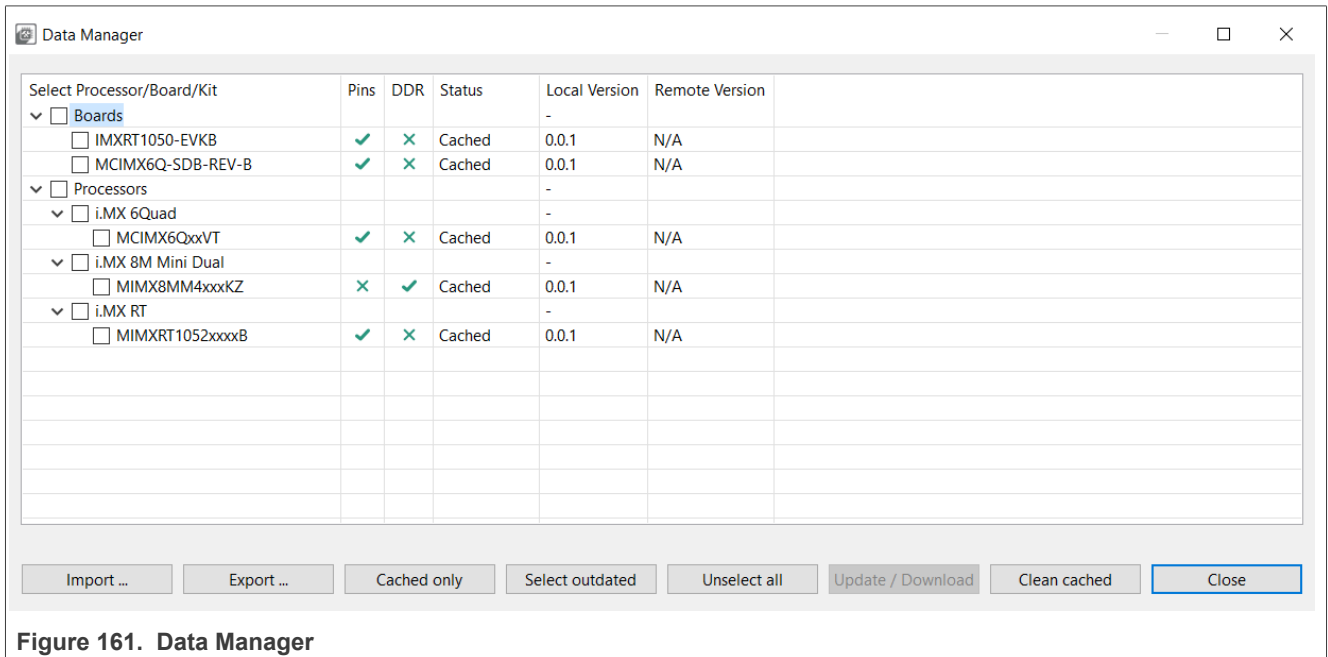 Data Manager
Select Processor/Board/Kit Pins DDR Status Local Version Remote Version
Boards -
IMXRT1050-EVKB Cached 0.0.1 N/A
MCIMX6Q-SDB-REV-B Cached 0.0.1 N/A
Processors -
i.MX 6Quad -
MCIMX6QxxVT Cached 0.0.1 N/A
i.MX 8M Mini Dual -
MIMX8MM4xxxKZ Cached 0.0.1 N/A
i.MX RT -
MIMXRT1052xxxxB Cached 0.0.1 N/A
Import ... Export ... Cached only Select outdated Unselect all Update / Download Clean cached Close
Figure 161. Data Manager